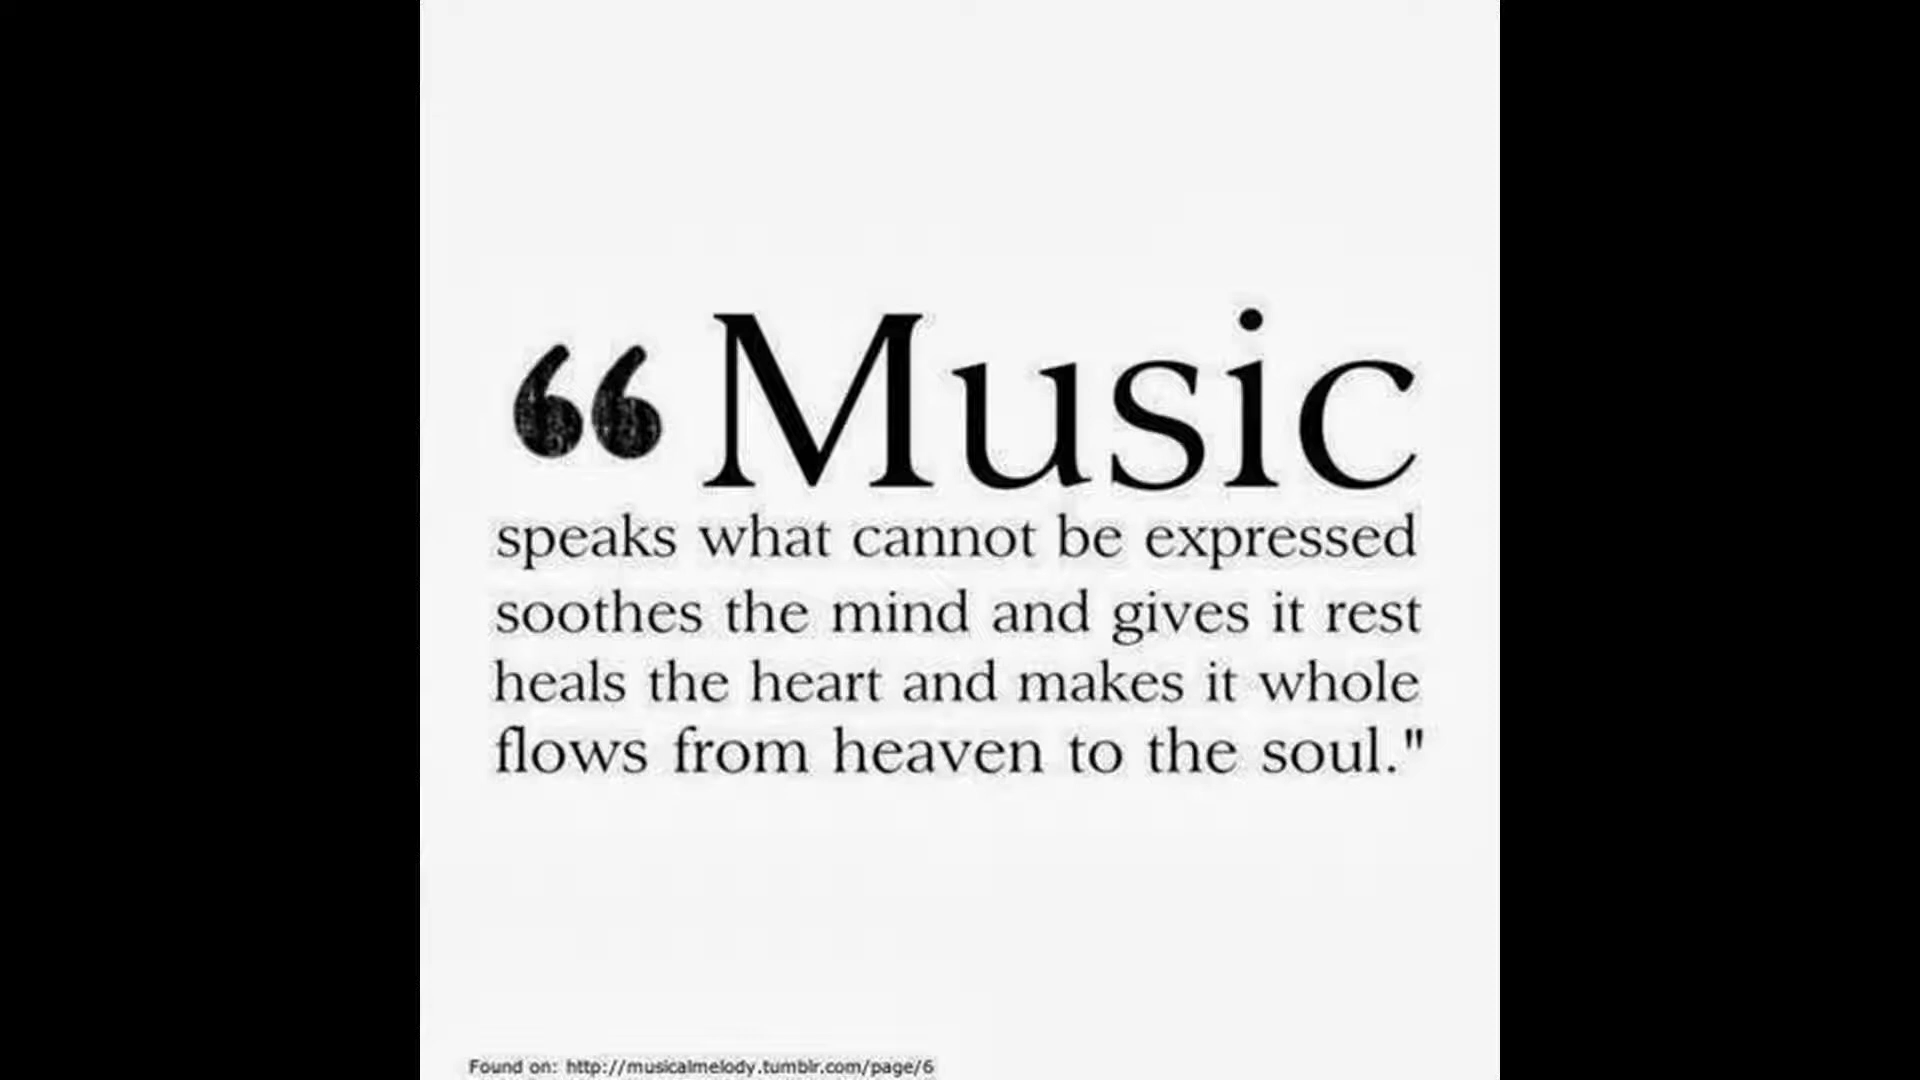 “Music
speaks what cannot be expressed
soothes the mind and gives it rest
heals the heart and makes it whole
flows from heaven to the soul."
Found on: http://musicalmelody.tumblr.com/page/6